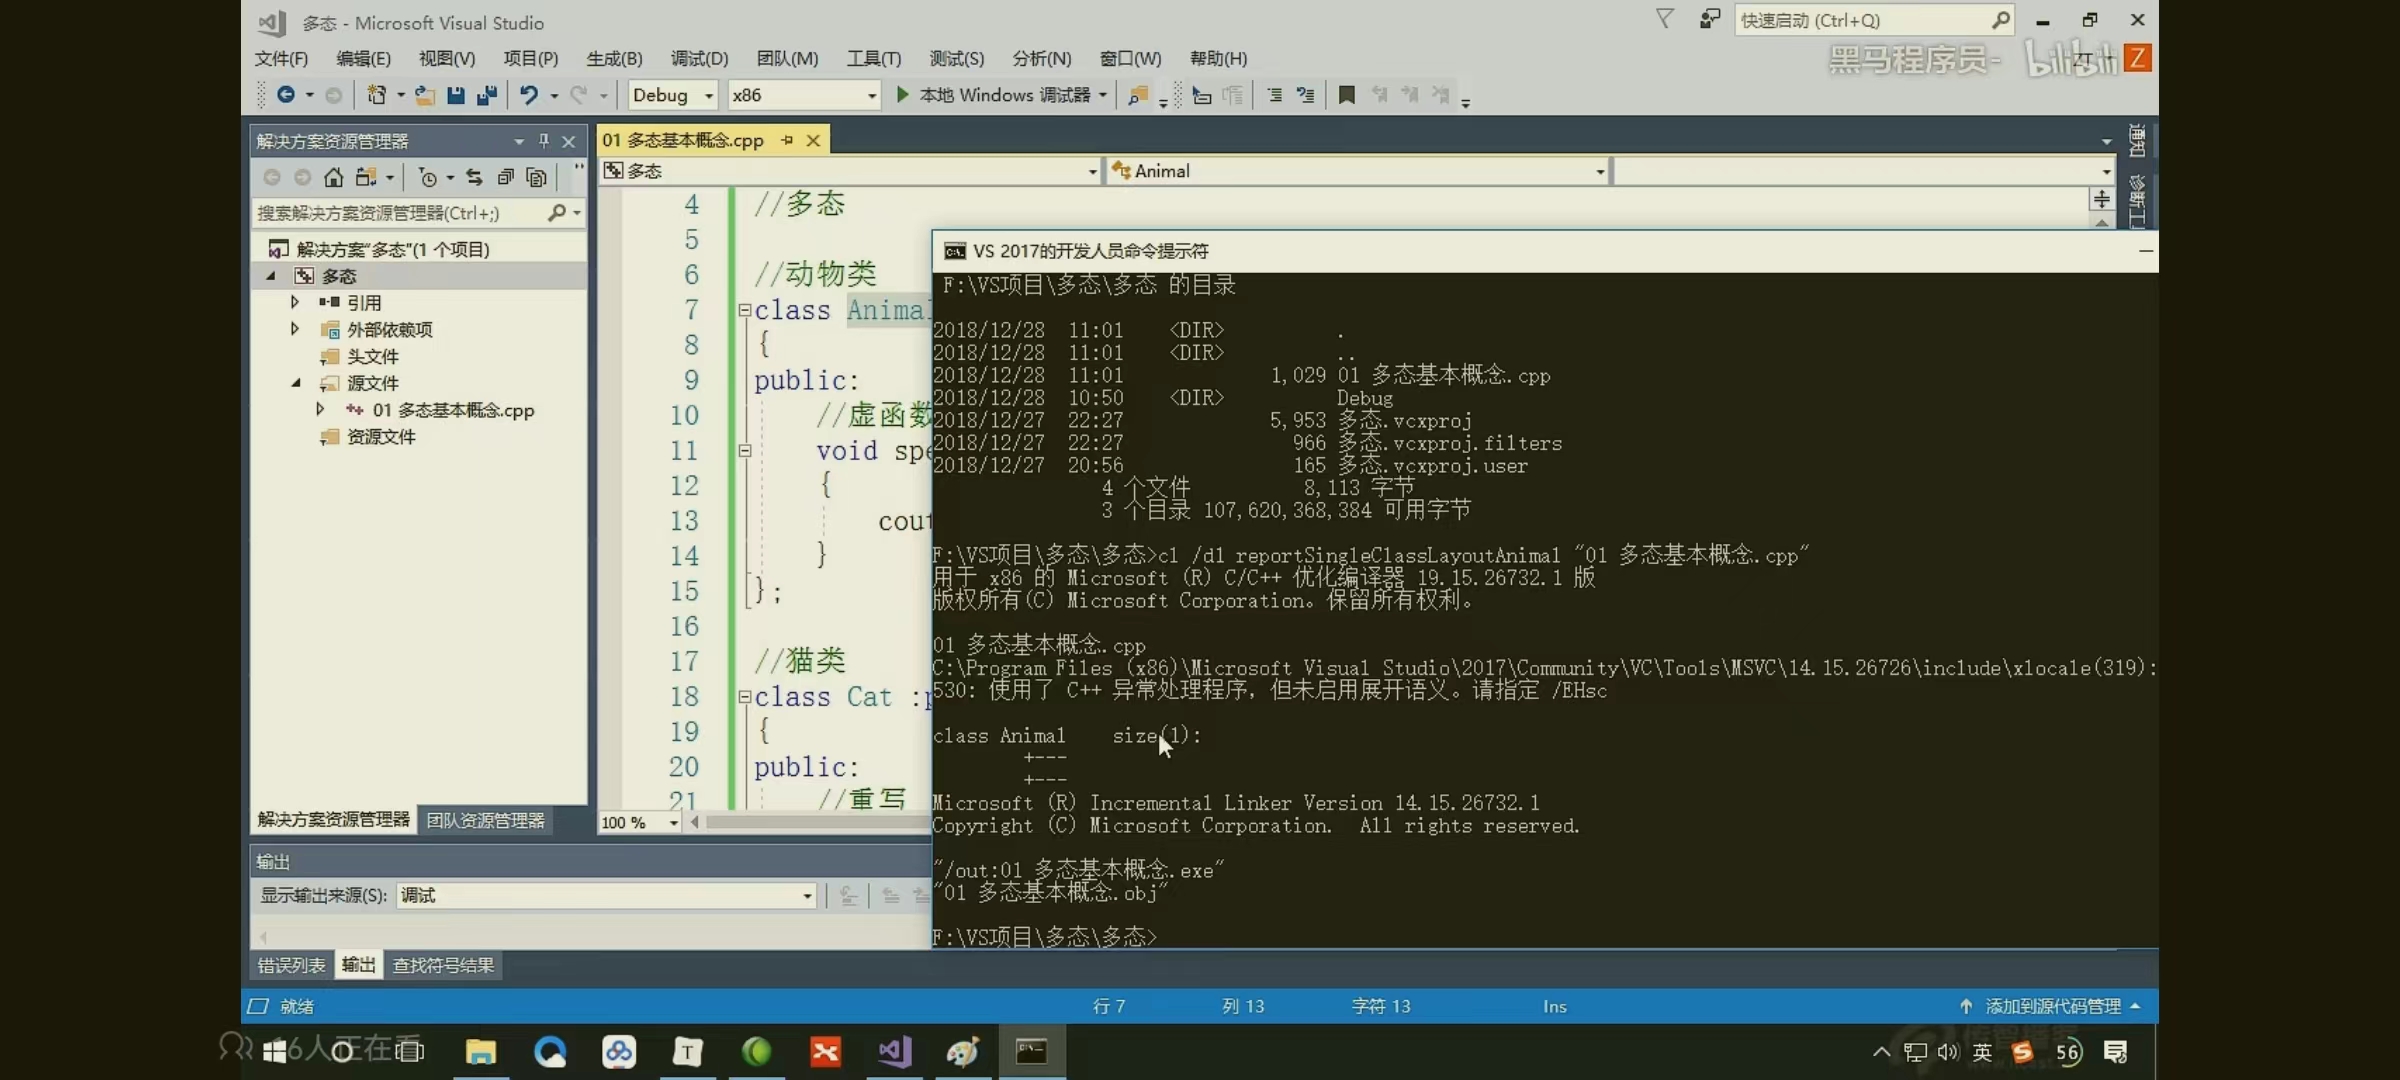 多态 - Microsoft Visual Studio
快速启动 (Ctrl+Q)
文件(F) 编辑(E) 视图(V) 项目(P) 生成(B) 调试(D) 团队(M) 工具(T) 测试(S) 分析(N) 窗口(W) 帮助(H)
黑马程序员- bilibili
Z
Debug x86 本地 Windows 调试器
解决方案资源管理器
01 多态基本概念.cpp
多态 Animal
通知
诊断工
搜索解决方案资源管理器(Ctrl+;)
解决方案"多态"(1 个项目)
多态
引用
外部依赖项
头文件
源文件
01 多态基本概念.cpp
资源文件
4 //多态
5
6 //动物类
7 class Animal
8 {
9 public:
10 //虚函数
11 void spe
12 {
13 cout
14 }
15 };
16
17 //猫类
18 class Cat :p
19 {
20 public:
21 //重写
100 %
VS 2017的开发人员命令提示符
F:\VS项目\多态\多态 的目录
2018/12/28 11:01 <DIR> .
2018/12/28 11:01 <DIR> ..
2018/12/28 11:01 1,029 01 多态基本概念.cpp
2018/12/28 10:50 <DIR> Debug
2018/12/27 22:27 5,953 多态.vcxproj
2018/12/27 22:27 966 多态.vcxproj.filters
2018/12/27 20:56 165 多态.vcxproj.user
4 个文件 8,113 字节
3 个目录 107,620,368,384 可用字节
F:\VS项目\多态\多态>cl /d1 reportSingleClassLayoutAnimal "01 多态基本概念.cpp"
用于 x86 的 Microsoft (R) C/C++ 优化编译器 19.15.26732.1 版
版权所有(C) Microsoft Corporation。保留所有权利。
01 多态基本概念.cpp
C:\Program Files (x86)\Microsoft Visual Studio\2017\Community\VC\Tools\MSVC\14.15.26726\include\xlocale(319):
530: 使用了 C++ 异常处理程序，但未启用展开语义。请指定 /EHsc
class Animal size(1):
+---
+---
Microsoft (R) Incremental Linker Version 14.15.26732.1
Copyright (C) Microsoft Corporation.  All rights reserved.
"/out:01 多态基本概念.exe"
"01 多态基本概念.obj"
F:\VS项目\多态\多态>
解决方案资源管理器 团队资源管理器
输出
显示输出来源(S): 调试
错误列表 输出 查找符号结果
就绪 行 7 列 13 字符 13 Ins 添加到源代码管理
6人正在看
英
56